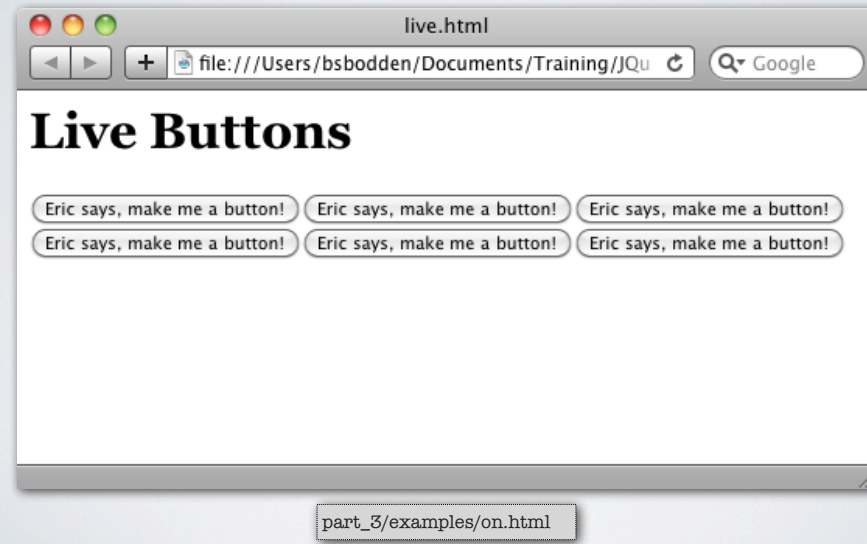 live.html
file:///Users/bsbodden/Documents/Training/JQu
Google
Live Buttons
Eric says, make me a button! Eric says, make me a button! Eric says, make me a button!
Eric says, make me a button! Eric says, make me a button! Eric says, make me a button!
part_3/examples/on.html